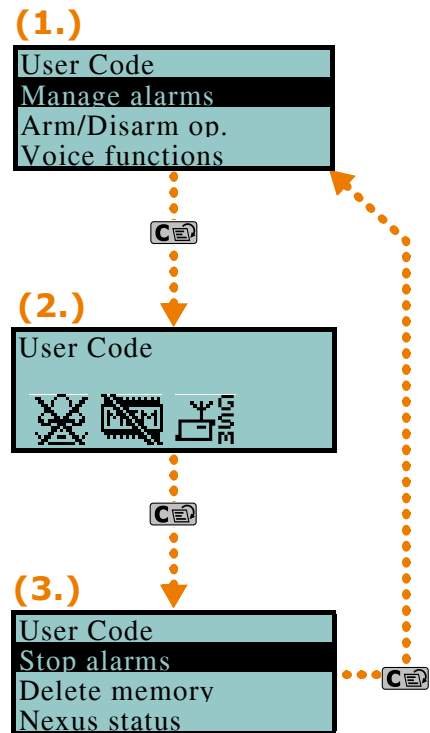 (1.)
User Code
Manage alarms
Arm/Disarm op.
Voice functions
C
(2.)
User Code
MEM
GSM
C
(3.)
User Code
Stop alarms
C
Delete memory
Nexus status